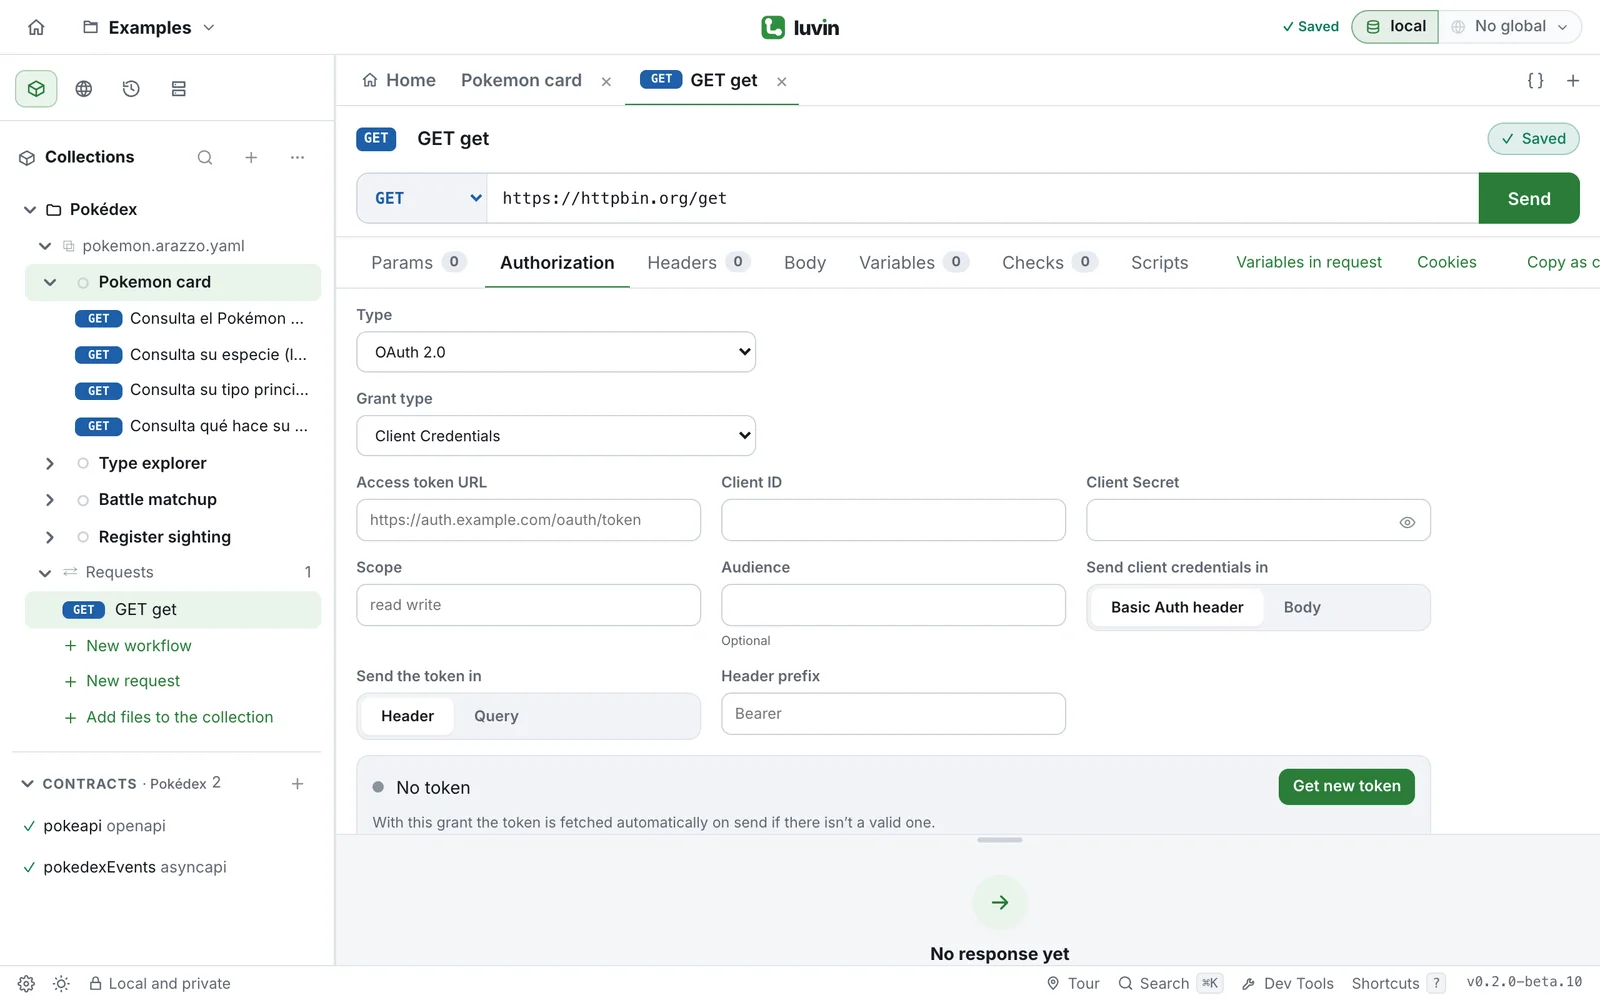 Examples
luvin
Saved
local
No global
Home
Pokemon card
GET GET get
Collections
GET GET get
Saved
Pokédex
GET https://httpbin.org/get Send
pokemon.arazzo.yaml
Pokemon card
Params 0 Authorization Headers 0 Body Variables 0 Checks 0 Scripts Variables in request Cookies Copy as c
GET Consulta el Pokémon ...
GET Consulta su especie (l...
GET Consulta su tipo princi...
GET Consulta qué hace su ...
Type explorer
Battle matchup
Register sighting
Requests 1
GET GET get
New workflow
New request
Add files to the collection
CONTRACTS · Pokédex 2
pokeapi openapi
pokedexEvents asyncapi
Type
OAuth 2.0
Grant type
Client Credentials
Access token URL Client ID Client Secret
https://auth.example.com/oauth/token
Scope Audience Send client credentials in
read write
Basic Auth header Body
Optional
Send the token in Header prefix
Header Query Bearer
No token
Get new token
With this grant the token is fetched automatically on send if there isn't a valid one.
No response yet
Local and private
Tour Search ⌘K Dev Tools Shortcuts ? v0.2.0-beta.10